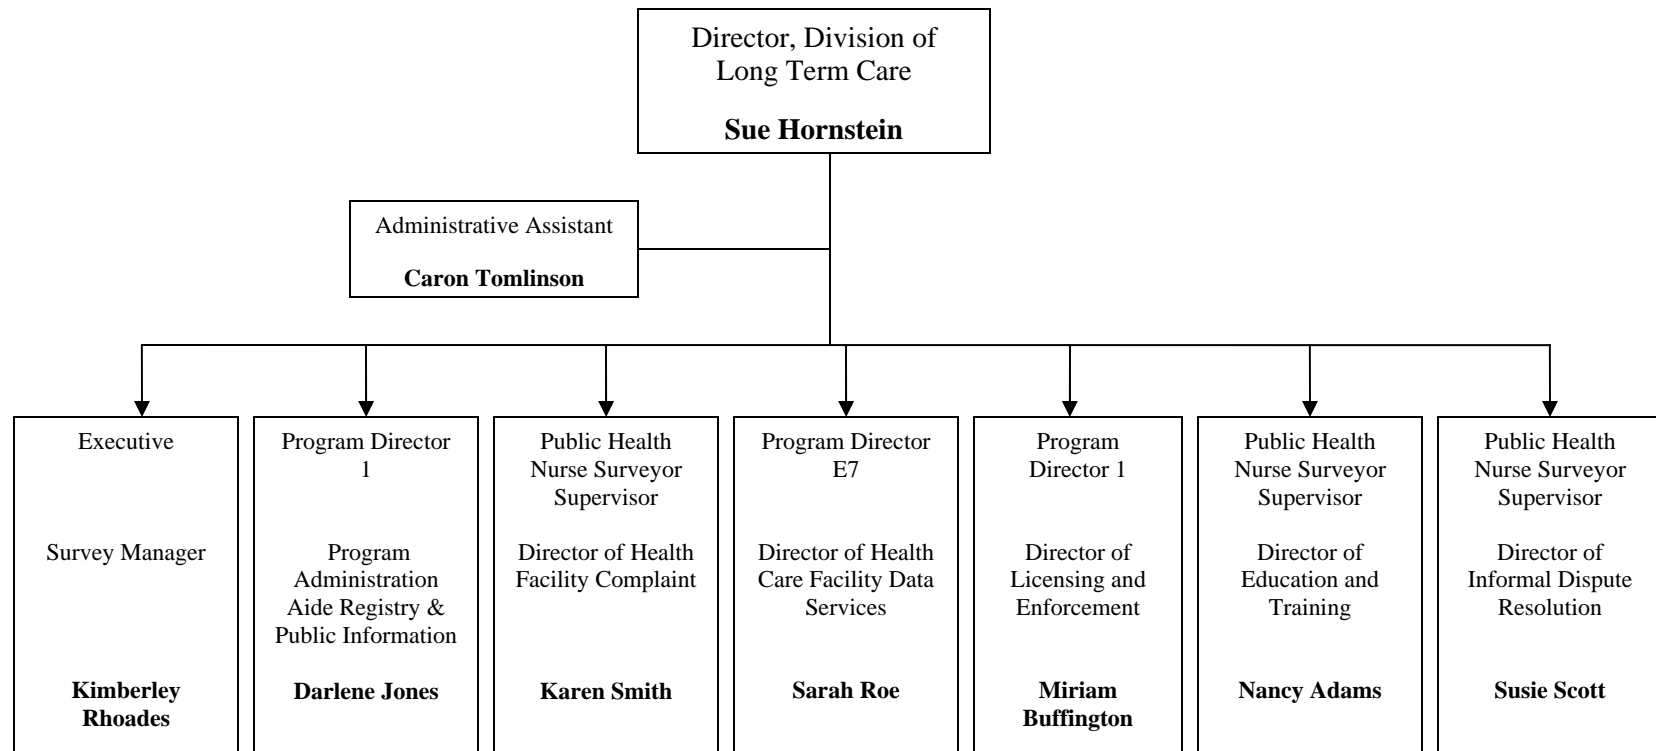 Director, Division of
Long Term Care
Sue Hornstein
Administrative Assistant
Caron Tomlinson
Executive
Survey Manager
Kimberley
Rhoades
Program Director
1
Program
Administration
Aide Registry &
Public Information
Darlene Jones
Public Health
Nurse Surveyor
Supervisor
Director of Health
Facility Complaint
Karen Smith
Program Director
E7
Director of Health
Care Facility Data
Services
Sarah Roe
Program
Director 1
Director of
Licensing and
Enforcement
Miriam
Buffington
Public Health
Nurse Surveyor
Supervisor
Director of
Education and
Training
Nancy Adams
Public Health
Nurse Surveyor
Supervisor
Director of
Informal Dispute
Resolution
Susie Scott